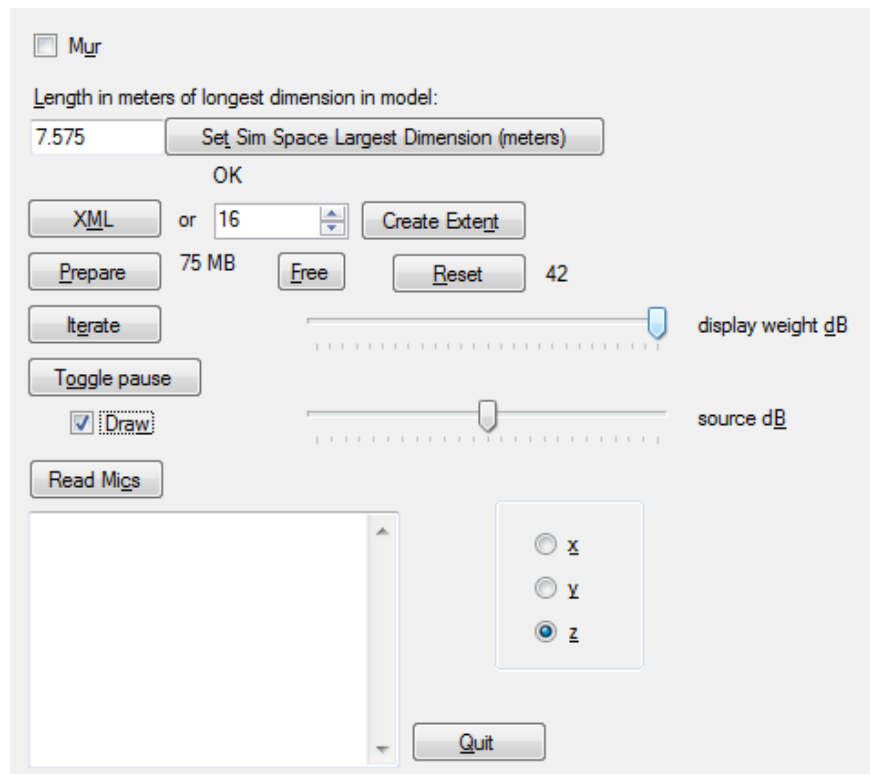 Mur
Length in meters of longest dimension in model:
7.575 Set Sim Space Largest Dimension (meters)
OK
XML or 16 Create Extent
Prepare 75 MB Free Reset 42
Iterate display weight dB
Toggle pause
Draw source dB
Read Mics
x
y
z
Quit